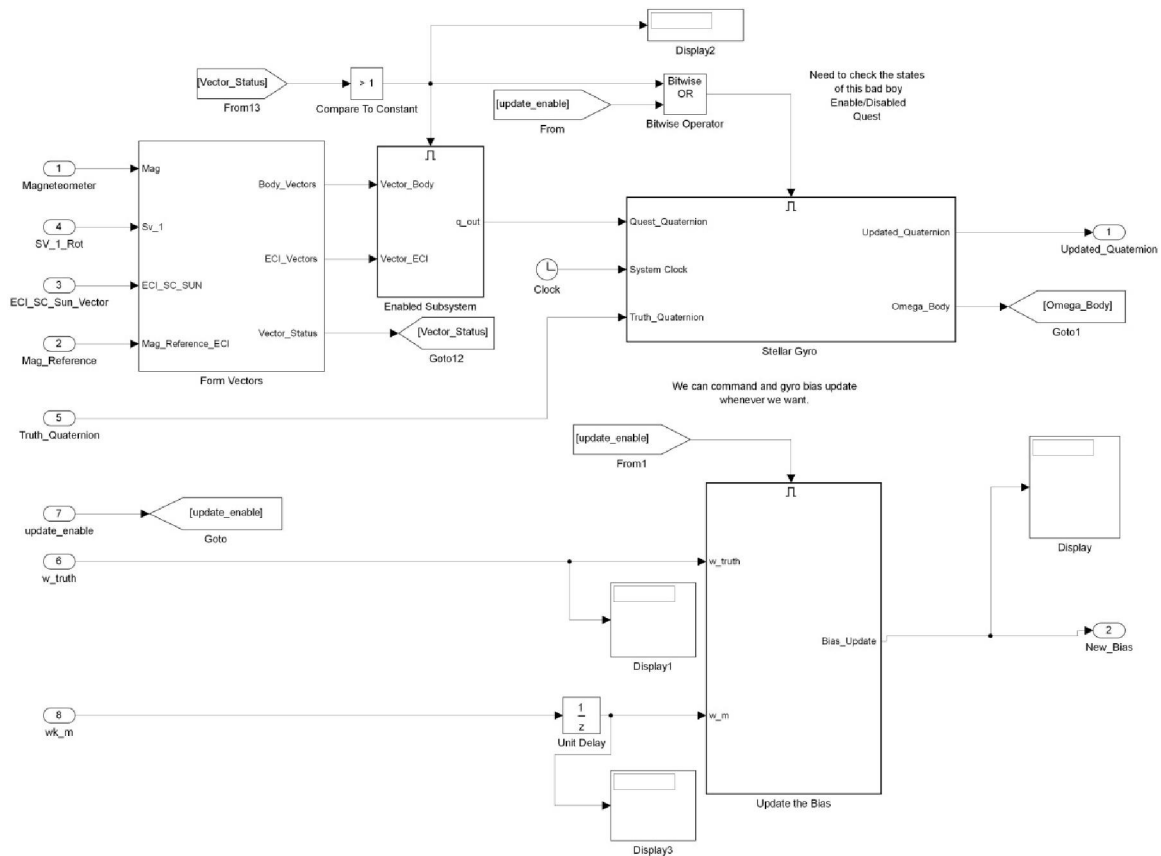 Display2
[Vector_Status]
From13
> 1
Compare To Constant
[update_enable]
From
Bitwise
OR
Bitwise Operator
Need to check the states
of this bad boy
Enable/Disabled
Quest
1
Magneteometer
4
SV_1_Rot
3
ECI_SC_Sun_Vector
2
Mag_Reference
Mag
Sv_1
ECI_SC_SUN
Mag_Reference_ECI
Body_Vectors
ECI_Vectors
Vector_Status
Form Vectors
Vector_Body
Vector_ECI
q_out
Enabled Subsystem
[Vector_Status]
Goto12
Clock
Quest_Quaternion
System Clock
Truth_Quaternion
Updated_Quaternion
Omega_Body
Stellar Gyro
1
Updated_Quaternion
[Omega_Body]
Goto1
5
Truth_Quaternion
We can command and gyro bias update
whenever we want.
[update_enable]
From1
7
update_enable
[update_enable]
Goto
6
w_truth
Display1
w_truth
w_m
Bias_Update
Update the Bias
Display
2
New_Bias
8
wk_m
1
z
Unit Delay
Display3